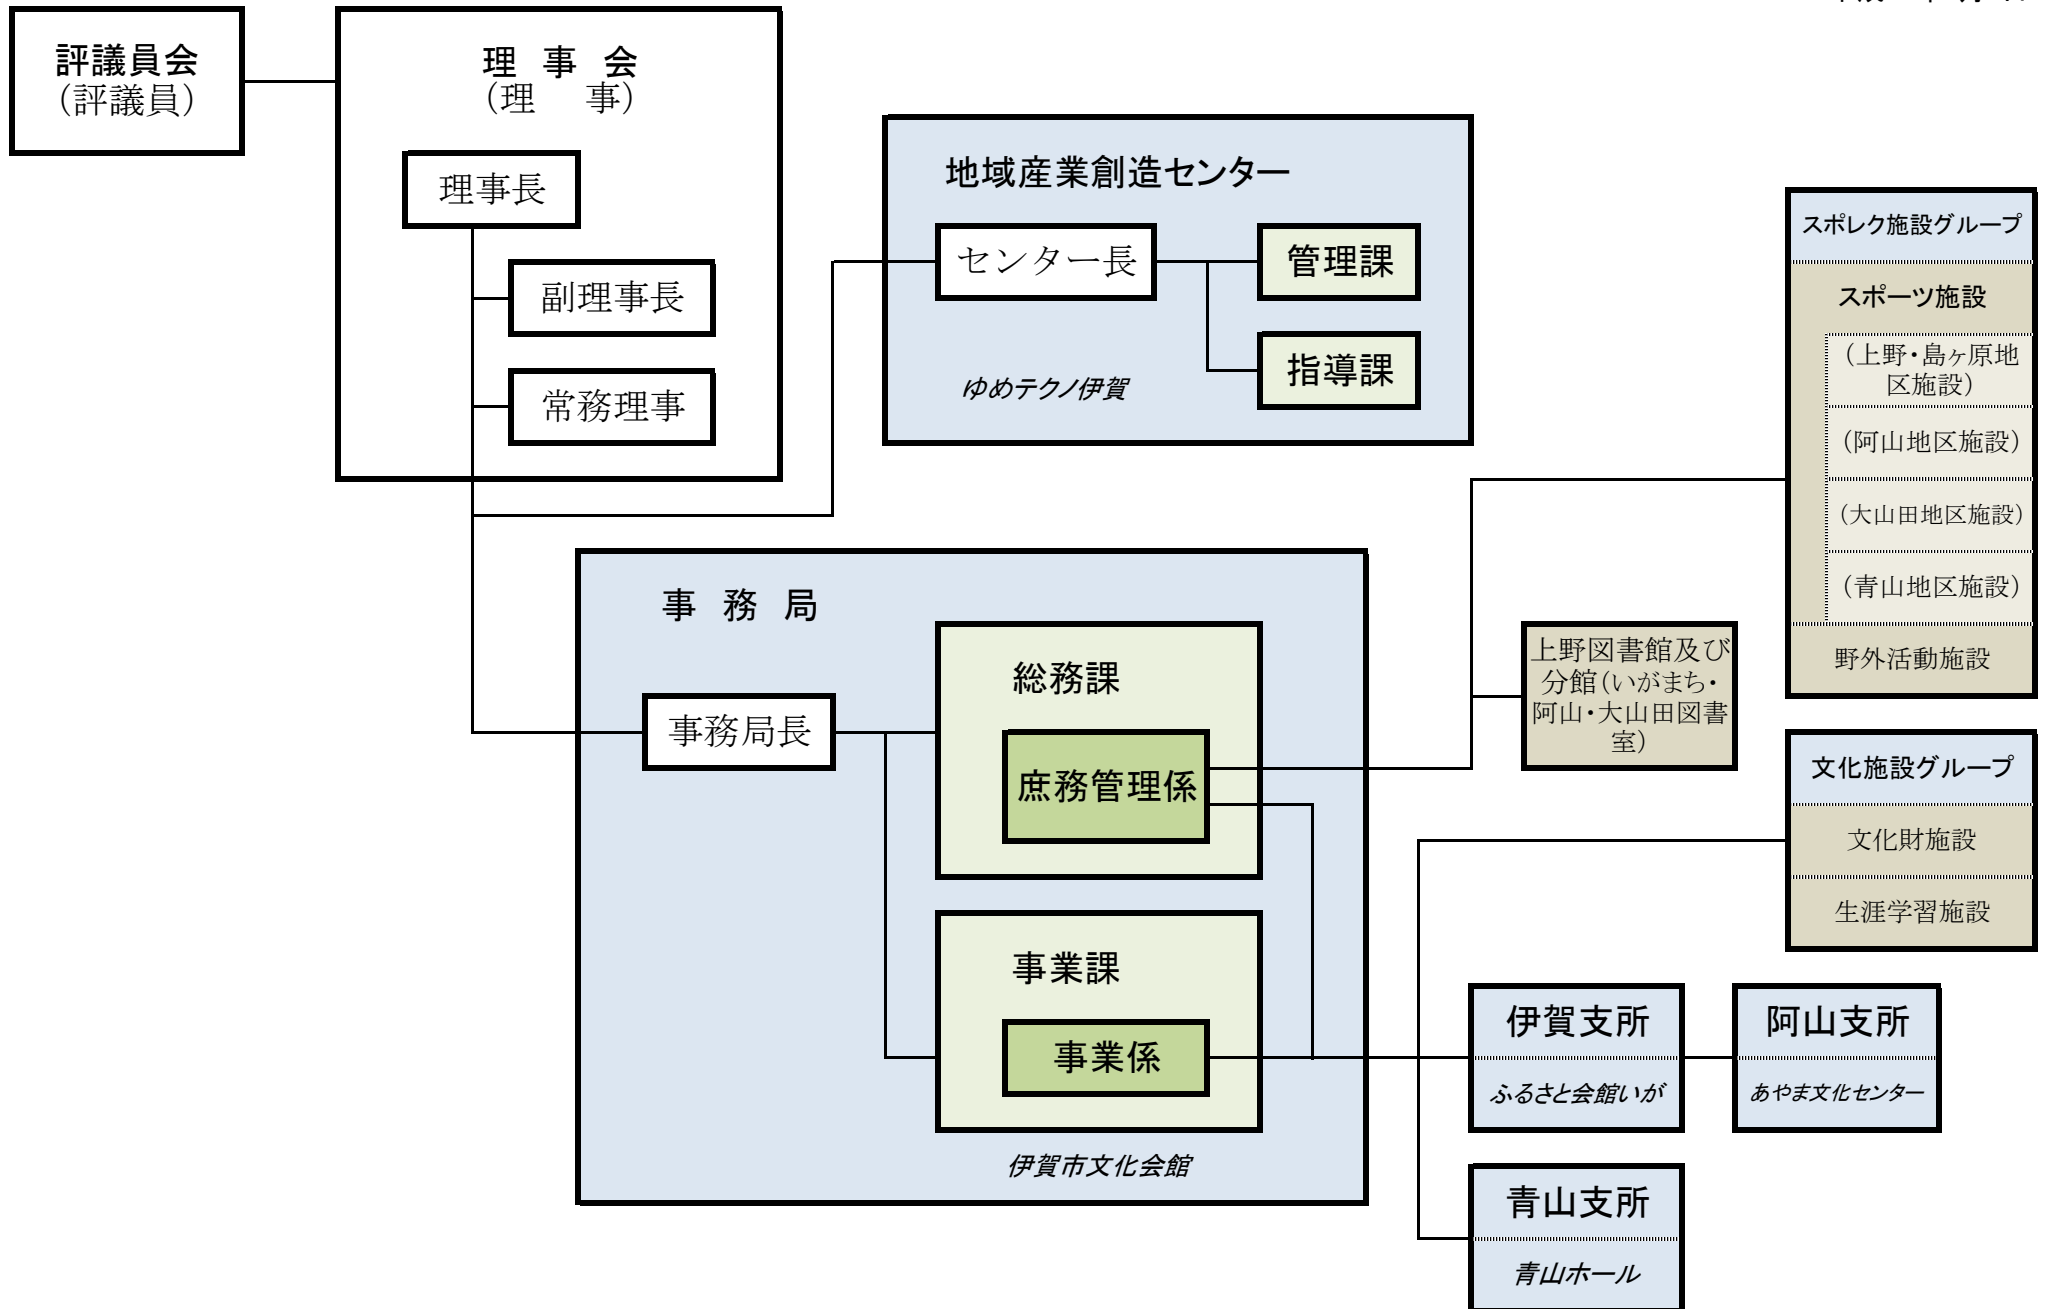 評議員会
（評議員）
理 事 会
（理　事）
理事長
副理事長
常務理事
地域産業創造センター
センター長
管理課
指導課
ゆめテクノ伊賀
事 務 局
事務局長
総務課
庶務管理係
事業課
事業係
伊賀市文化会館
スポレク施設グループ
スポーツ施設
（上野・島ヶ原地
区施設）
（阿山地区施設）
（大山田地区施設）
（青山地区施設）
野外活動施設
上野図書館及び
分館（いがまち・
阿山・大山田図書
室）
文化施設グループ
文化財施設
生涯学習施設
伊賀支所
ふるさと会館いが
阿山支所
あやま文化センター
青山支所
青山ホール